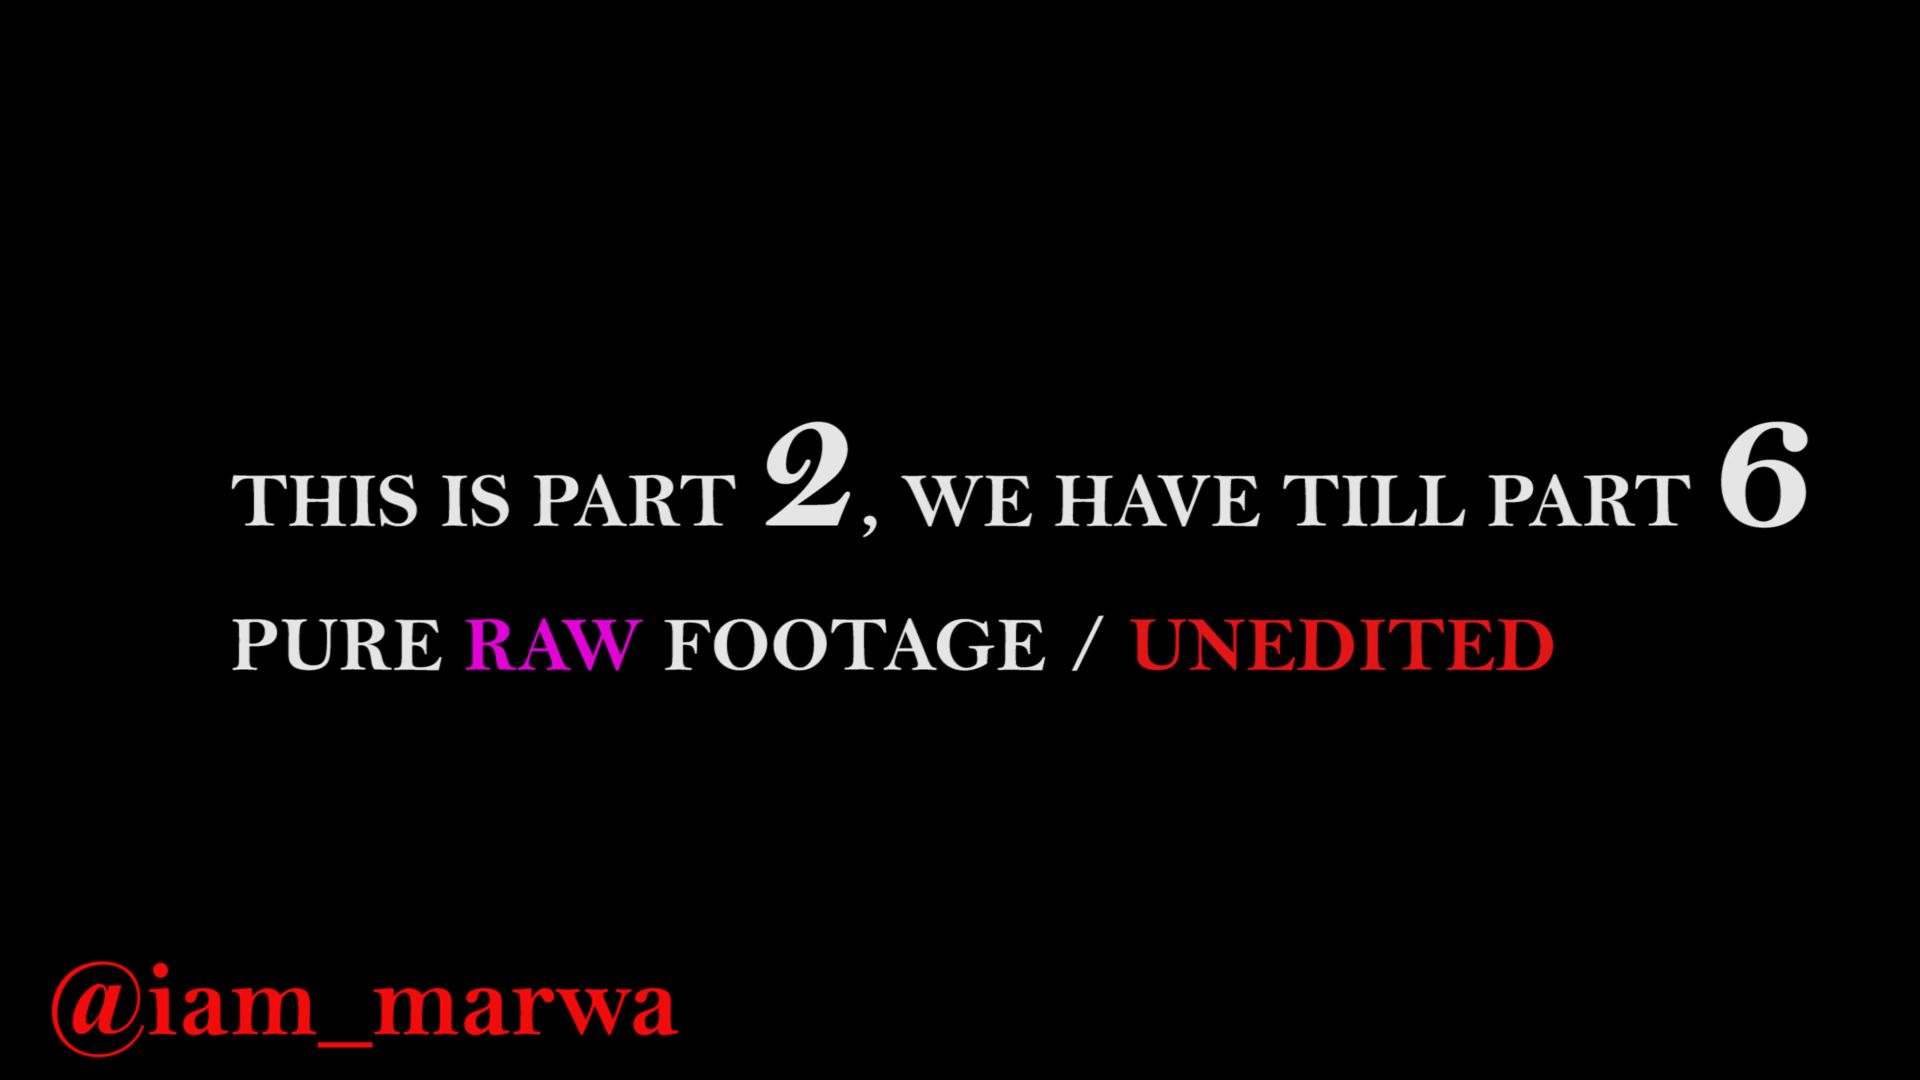 THIS IS PART 2, WE HAVE TILL PART 6
PURE RAW FOOTAGE / UNEDITED
@iam_marwa